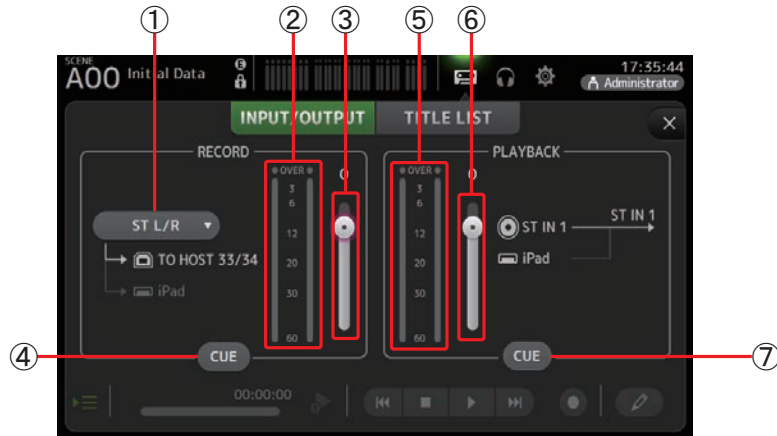 ① ② ③ ⑤ ⑥
SCENE
A00 Initial Data
17:35:44
Administrator
INPUT/OUTPUT TITLE LIST
RECORD
PLAYBACK
OVER 0
3
6
12
20
30
60
ST L/R
TO HOST 33/34
iPad
OVER 0
3
6
12
20
30
60
ST IN 1 ST IN 1
iPad
④ CUE
CUE ⑦
00:00:00